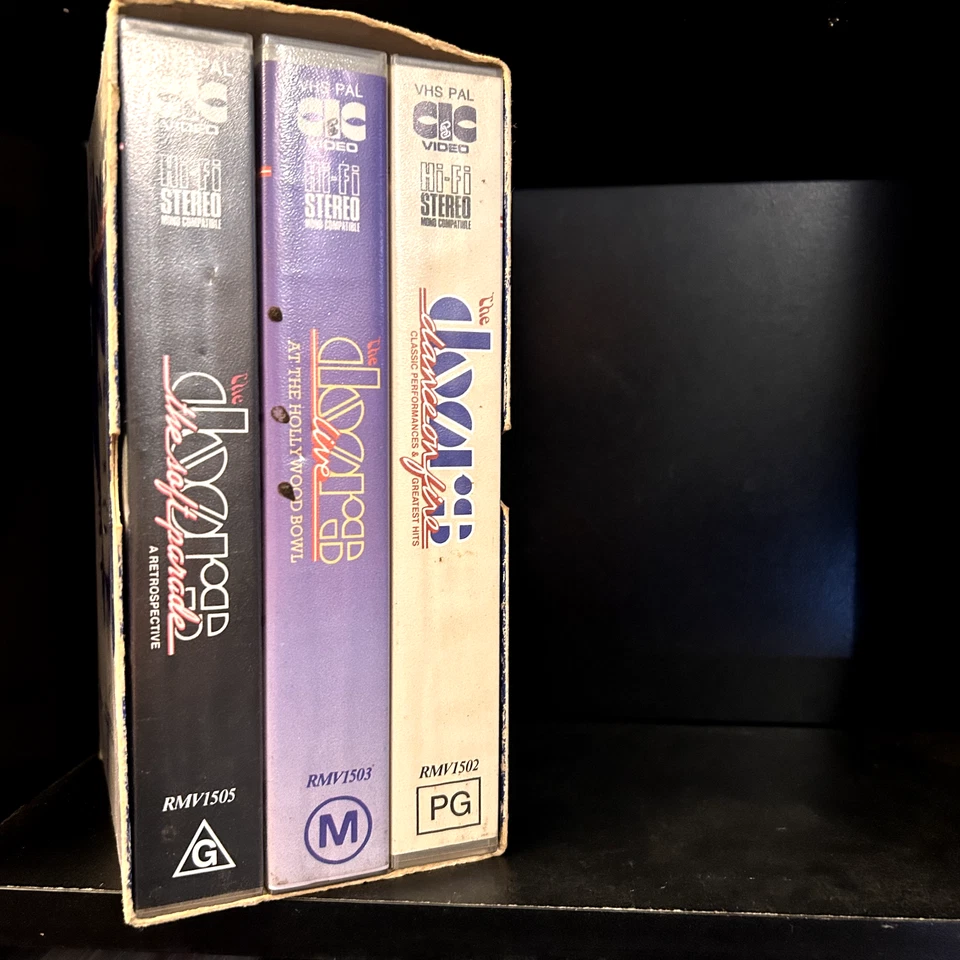 VHS PAL
CIC
VIDEO
Hi-Fi
STEREO
MONO COMPATIBLE
The
doors
the soft parade
A RETROSPECTIVE
RMV1505
G
VHS PAL
CIC
VIDEO
Hi-Fi
STEREO
MONO COMPATIBLE
The
doors
live
AT THE HOLLYWOOD BOWL
RMV1503
M
VHS PAL
CIC
VIDEO
Hi-Fi
STEREO
MONO COMPATIBLE
The
doors
dance on fire
CLASSIC PERFORMANCES & GREATEST HITS
RMV1502
PG